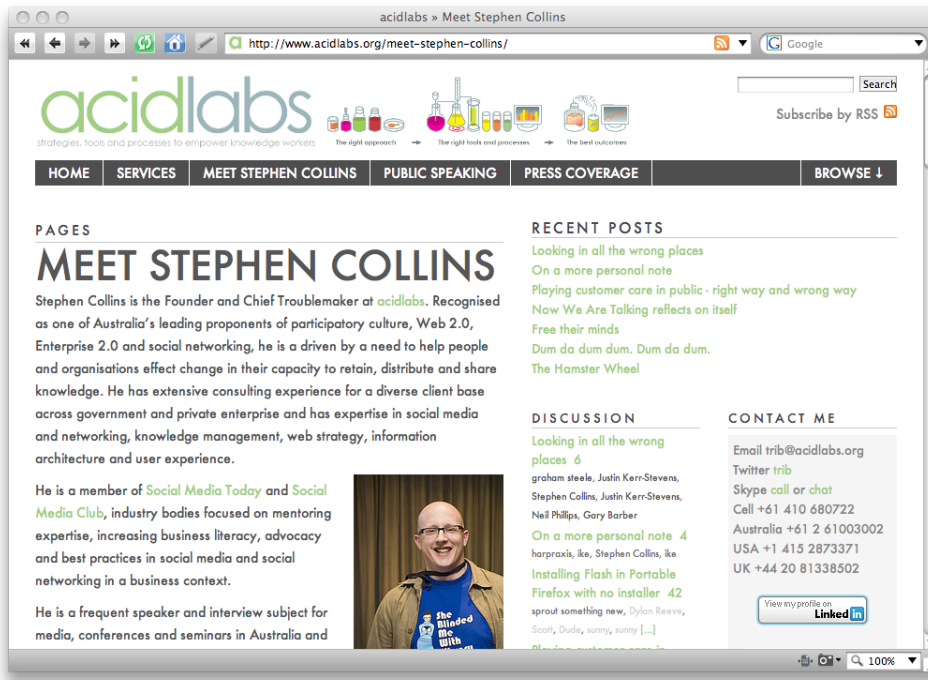 acidlabs » Meet Stephen Collins
http://www.acidlabs.org/meet-stephen-collins/
Google
acidlabs
strategies, tools and processes to empower knowledge workers
The right approach
The right tools and processes
The best outcomes
Search
Subscribe by RSS
HOME
SERVICES
MEET STEPHEN COLLINS
PUBLIC SPEAKING
PRESS COVERAGE
BROWSE ↓
PAGES
MEET STEPHEN COLLINS
Stephen Collins is the Founder and Chief Troublemaker at acidlabs. Recognised
as one of Australia's leading proponents of participatory culture, Web 2.0,
Enterprise 2.0 and social networking, he is a driven by a need to help people
and organisations effect change in their capacity to retain, distribute and share
knowledge. He has extensive consulting experience for a diverse client base
across government and private enterprise and has expertise in social media
and networking, knowledge management, web strategy, information
architecture and user experience.
He is a member of Social Media Today and Social
Media Club, industry bodies focused on mentoring
expertise, increasing business literacy, advocacy
and best practices in social media and social
networking in a business context.
He is a frequent speaker and interview subject for
media, conferences and seminars in Australia and
She
Blinded
Me
With
RECENT POSTS
Looking in all the wrong places
On a more personal note
Playing customer care in public - right way and wrong way
Now We Are Talking reflects on itself
Free their minds
Dum da dum dum. Dum da dum.
The Hamster Wheel
DISCUSSION
Looking in all the wrong
places 6
graham steele, Justin Kerr-Stevens,
Stephen Collins, Justin Kerr-Stevens,
Neil Phillips, Gary Barber
On a more personal note 4
harpraxis, ike, Stephen Collins, ike
Installing Flash in Portable
Firefox with no installer 42
sprout something new, Dylan Reeve,
Scott, Dude, sunny, sunny [...]
Playing customer care in
CONTACT ME
Email trib@acidlabs.org
Twitter trib
Skype call or chat
Cell +61 410 680722
Australia +61 2 61003002
USA +1 415 2873371
UK +44 20 81338502
View my profile on
Linked in
100%